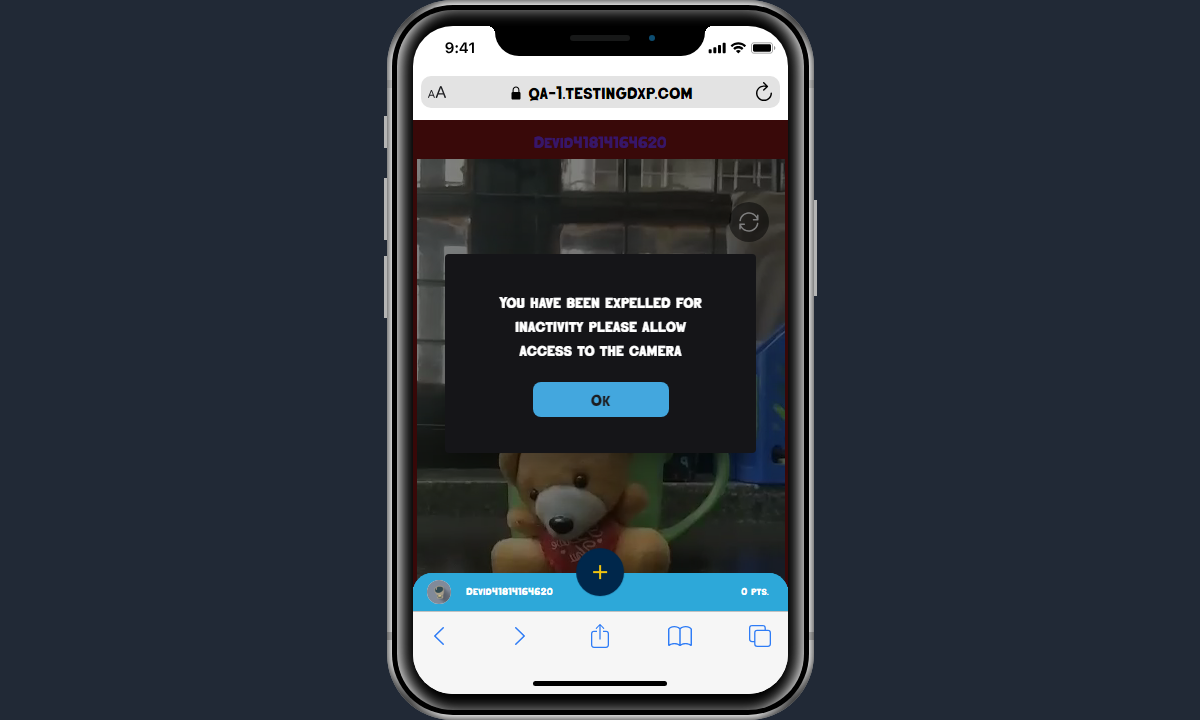 9:41
AA
QA-1.TESTINGDXP.COM
DEVID41814164620
YOU HAVE BEEN EXPELLED FOR
INACTIVITY PLEASE ALLOW
ACCESS TO THE CAMERA
OK
DEVID41814164620
0 PTS.